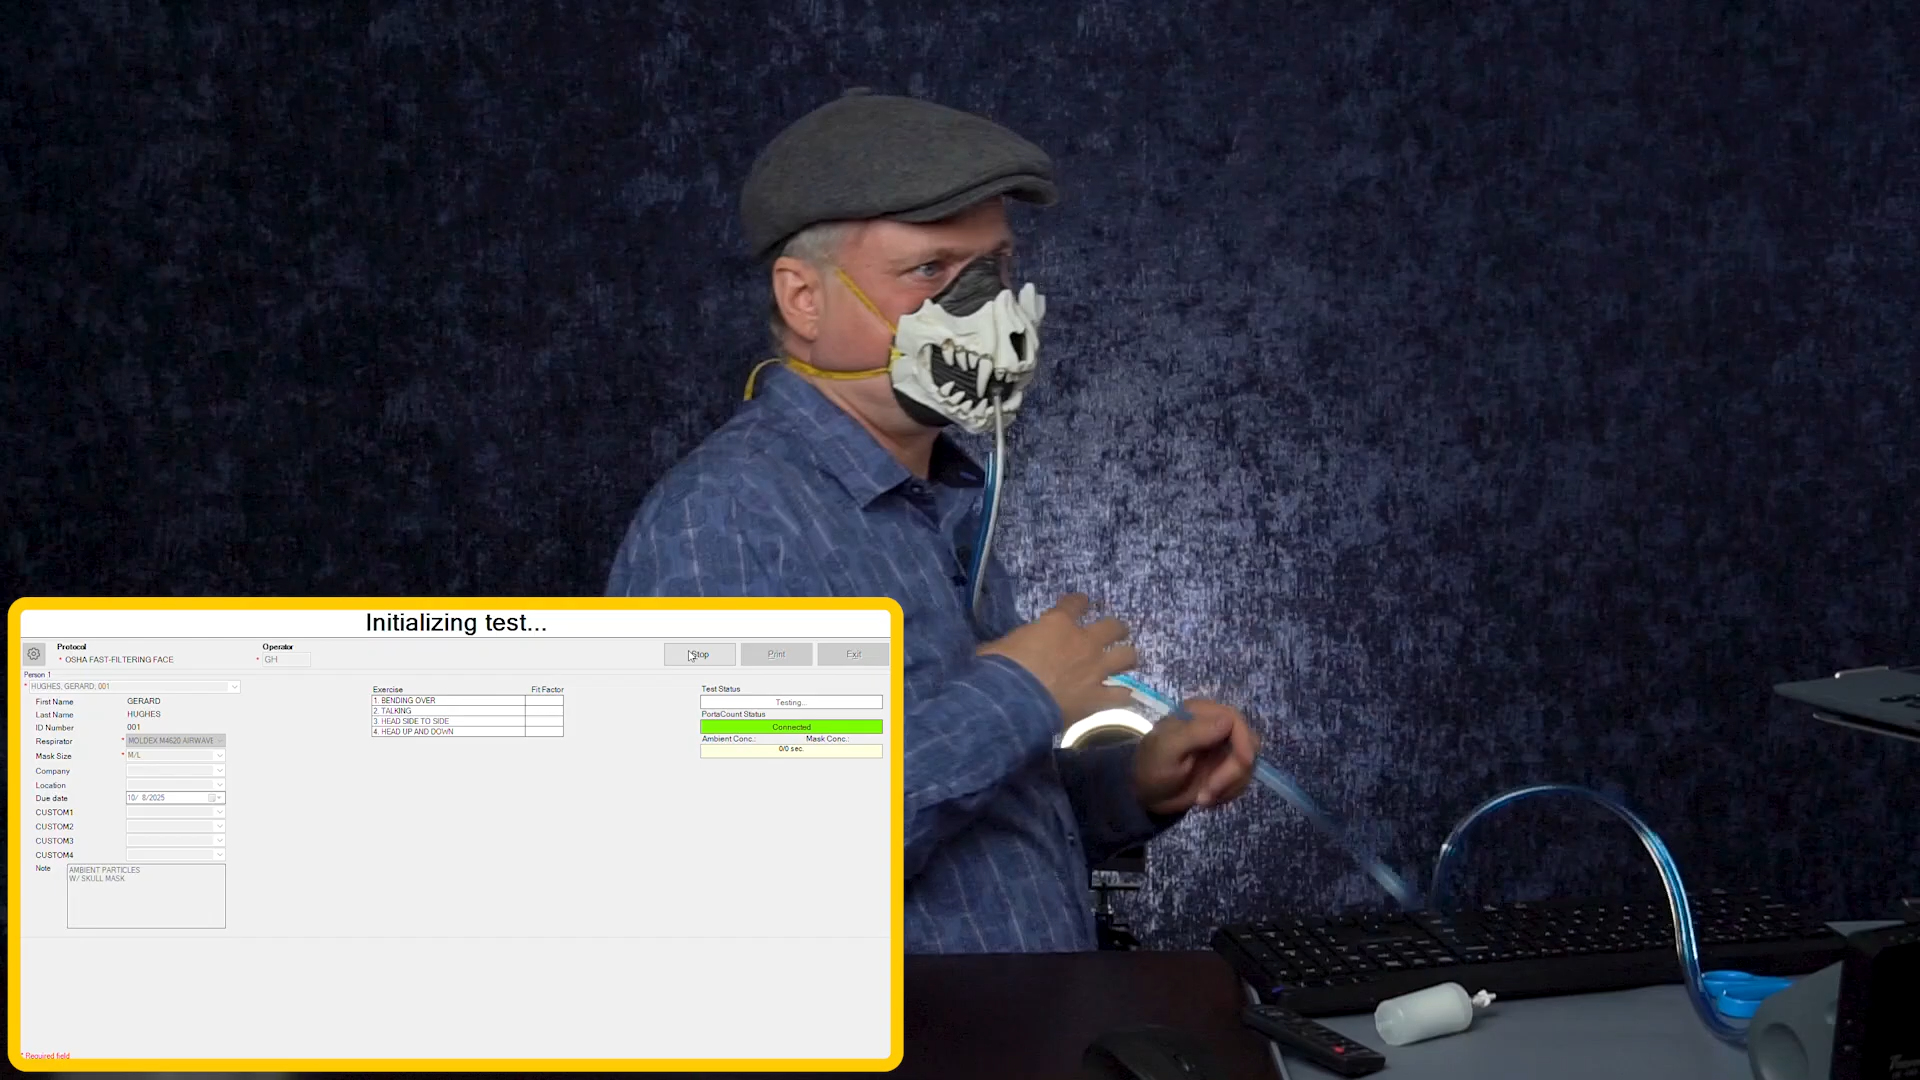 Initializing test...
Protocol
* OSHA FAST-FILTERING FACE
Operator
* GH
Stop
Print
Exit
Person 1
* HUGHES, GERARD, 001
First Name GERARD
Last Name HUGHES
ID Number 001
Respirator * MOLDEX M4620 AIRWAVE
Mask Size * M/L
Company
Location
Due date 10/ 8/2025
CUSTOM1
CUSTOM2
CUSTOM3
CUSTOM4
Note AMBIENT PARTICLES
W/ SKULL MASK
* Required field
Exercise Fit Factor
1. BENDING OVER
2. TALKING
3. HEAD SIDE TO SIDE
4. HEAD UP AND DOWN
Test Status
Testing...
PortaCount Status
Connected
Ambient Conc.: Mask Conc.:
0/0 sec.